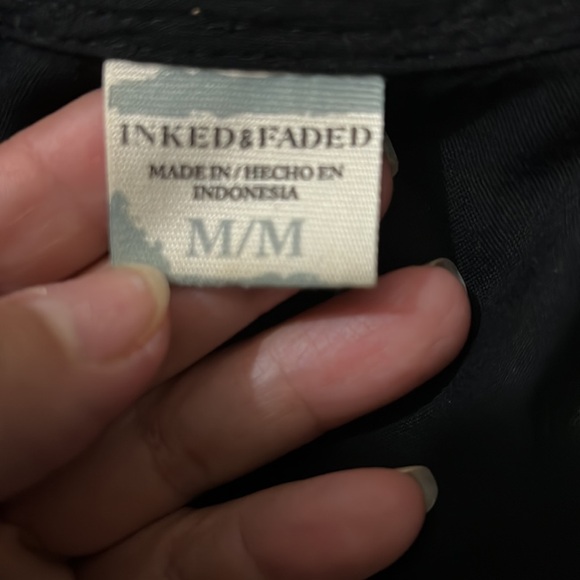 INKED&FADED
MADE IN/HECHO EN
INDONESIA
M/M